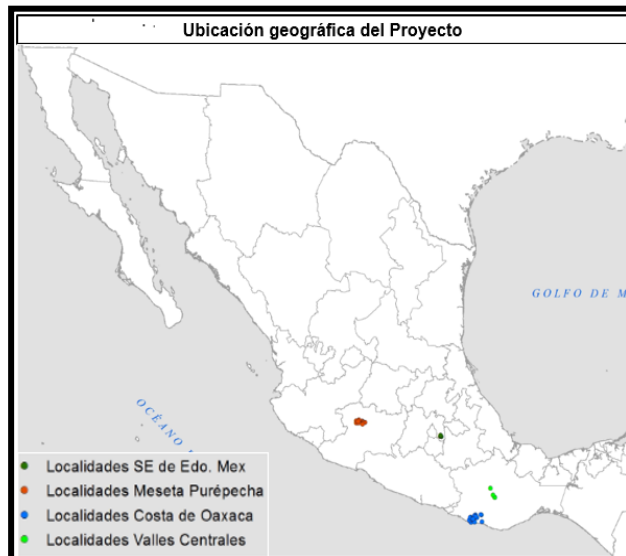 Ubicación geográfica del Proyecto
GOLFO DE M
OCÉANO
Localidades SE de Edo. Mex
Localidades Meseta Purépecha
Localidades Costa de Oaxaca
Localidades Valles Centrales